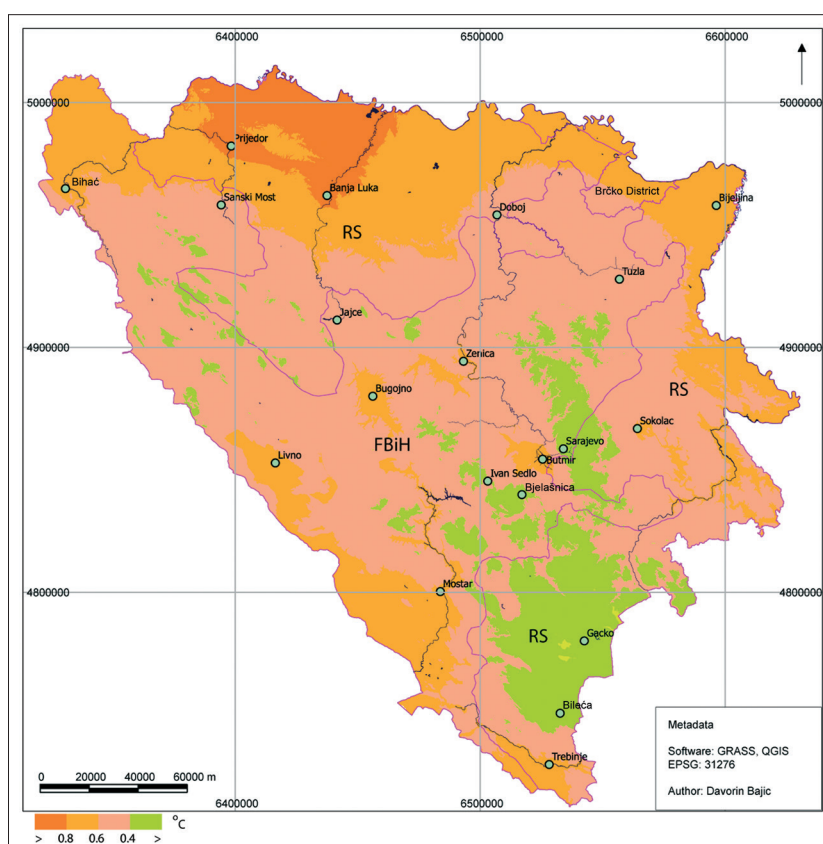 6400000 6500000 6600000
5000000 5000000
Prijedor
Bihać
Sanski Most
Banja Luka
Brčko District
Bijeljina
Doboj
RS
Tuzla
Jajce
4900000 4900000
Zenica
Bugojno
RS
Sokolac
FBiH
Sarajevo
Livno
Butmir
Ivan Sedlo
Bjelašnica
4800000 4800000
Mostar
RS
Gacko
Bileća
Trebinje
Metadata
Software: GRASS, QGIS
EPSG: 31276
Author: Davorin Bajic
0 20000 40000 60000 m
6400000 6500000 6600000
°C
> 0.8 0.6 0.4 >